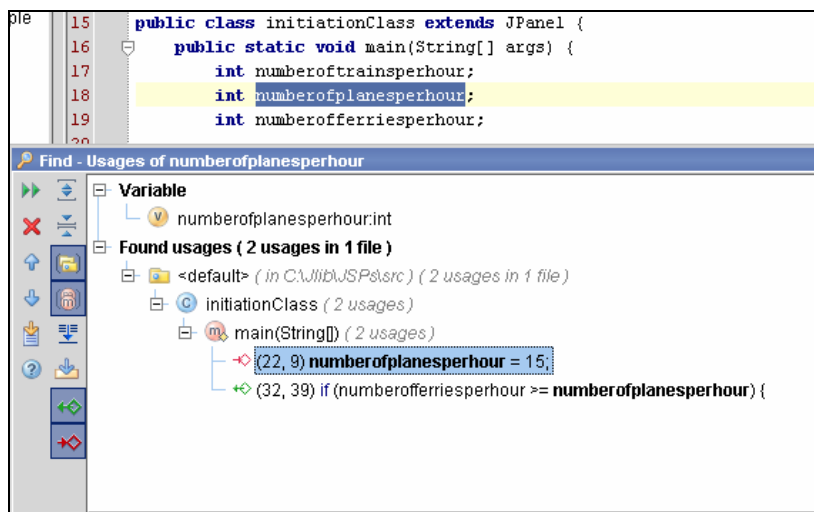 ple
15 public class initiationClass extends JPanel {
16 public static void main(String[] args) {
17 int numberoftrainsperhour;
18 int numberofplanesperhour;
19 int numberofferriesperhour;
20
Find - Usages of numberofplanesperhour
Variable
V numberofplanesperhour:int
Found usages ( 2 usages in 1 file )
<default> ( in C:\Jlib\JSPs\src ) ( 2 usages in 1 file )
C initiationClass ( 2 usages )
m main(String[]) ( 2 usages )
(22, 9) numberofplanesperhour = 15;
(32, 39) if (numberofferriesperhour >= numberofplanesperhour) {